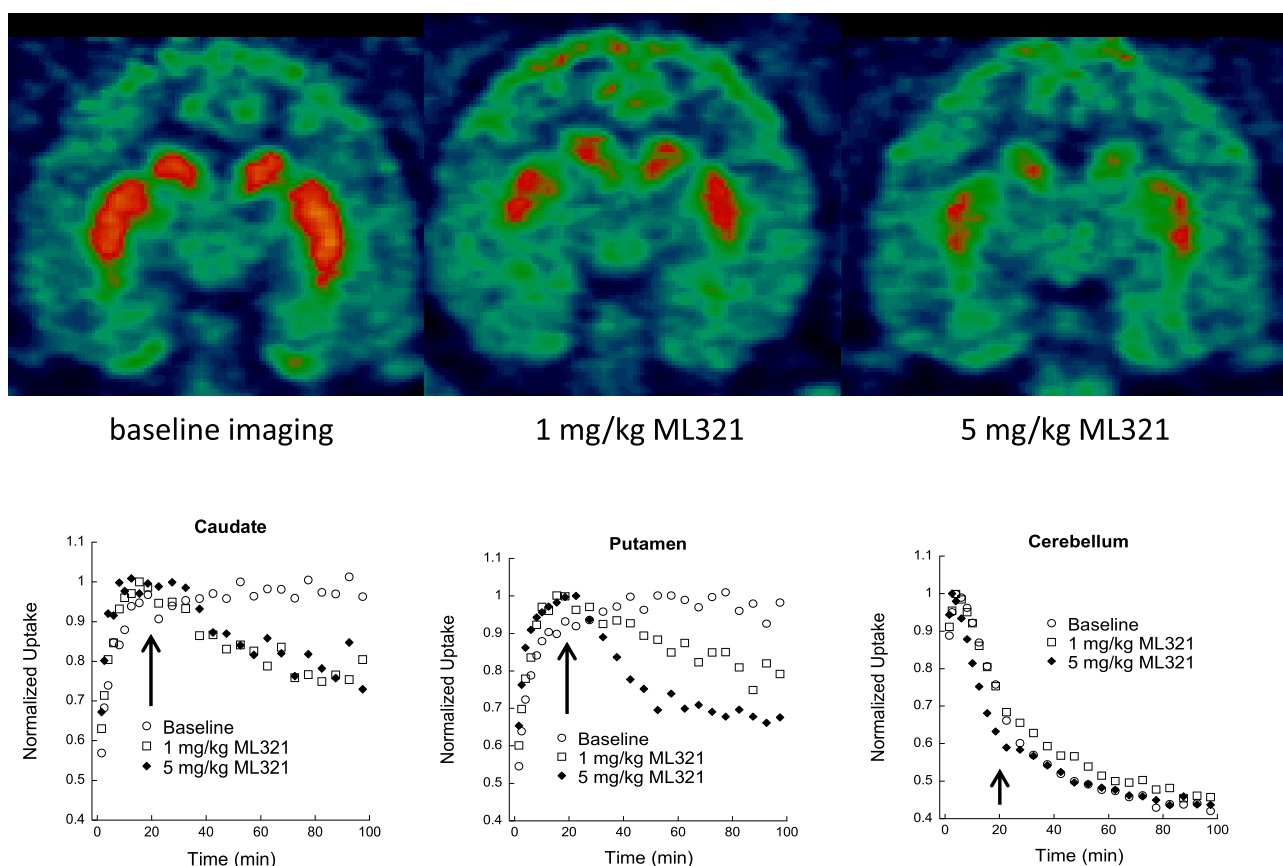 baseline imaging
1 mg/kg ML321
5 mg/kg ML321
Caudate
1.1
1
0.9
0.8
0.7
0.6
0.5
0.4
Normalized Uptake
Baseline
1 mg/kg ML321
5 mg/kg ML321
0 20 40 60 80 100
Time (min)
Putamen
1.1
1
0.9
0.8
0.7
0.6
0.5
0.4
Normalized Uptake
Baseline
1 mg/kg ML321
5 mg/kg ML321
0 20 40 60 80 100
Time (min)
Cerebellum
1.1
1
0.9
0.8
0.7
0.6
0.5
0.4
Normalized Uptake
Baseline
1 mg/kg ML321
5 mg/kg ML321
0 20 40 60 80 100
Time (min)